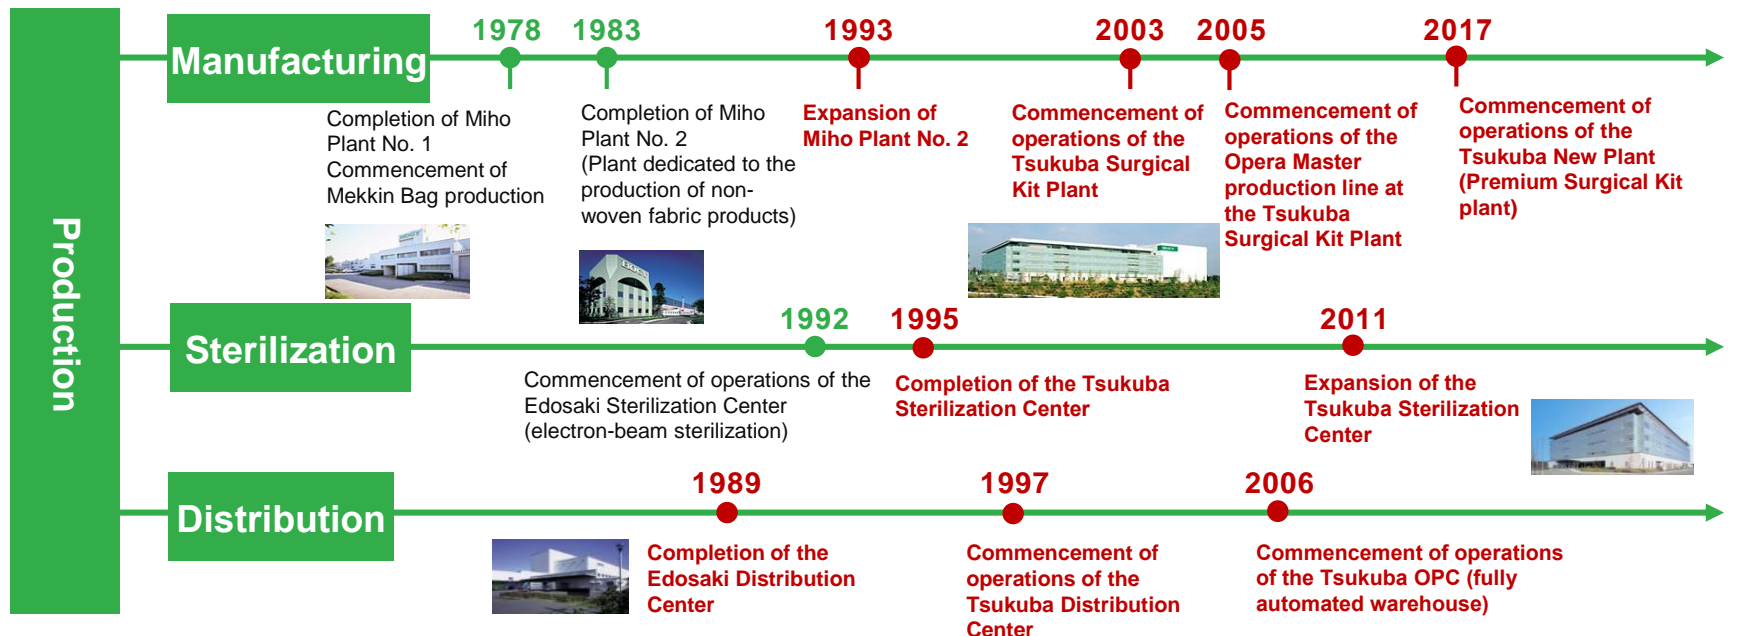 Production
Manufacturing
1978
1983
1993
2003
2005
2017
Completion of Miho
Plant No. 1
Commencement of
Mekkin Bag production
Completion of Miho
Plant No. 2
(Plant dedicated to the
production of non-
woven fabric products)
Expansion of
Miho Plant No. 2
Commencement of
operations of the
Tsukuba Surgical
Kit Plant
Commencement of
operations of the
Opera Master
production line at
the Tsukuba
Surgical Kit Plant
Commencement of
operations of the
Tsukuba New Plant
(Premium Surgical Kit
plant)
Sterilization
1992
1995
2011
Commencement of operations of the
Edosaki Sterilization Center
(electron-beam sterilization)
Completion of the Tsukuba
Sterilization Center
Expansion of the
Tsukuba Sterilization
Center
Distribution
1989
1997
2006
Completion of the
Edosaki Distribution
Center
Commencement of
operations of the
Tsukuba Distribution
Center
Commencement of operations
of the Tsukuba OPC (fully
automated warehouse)